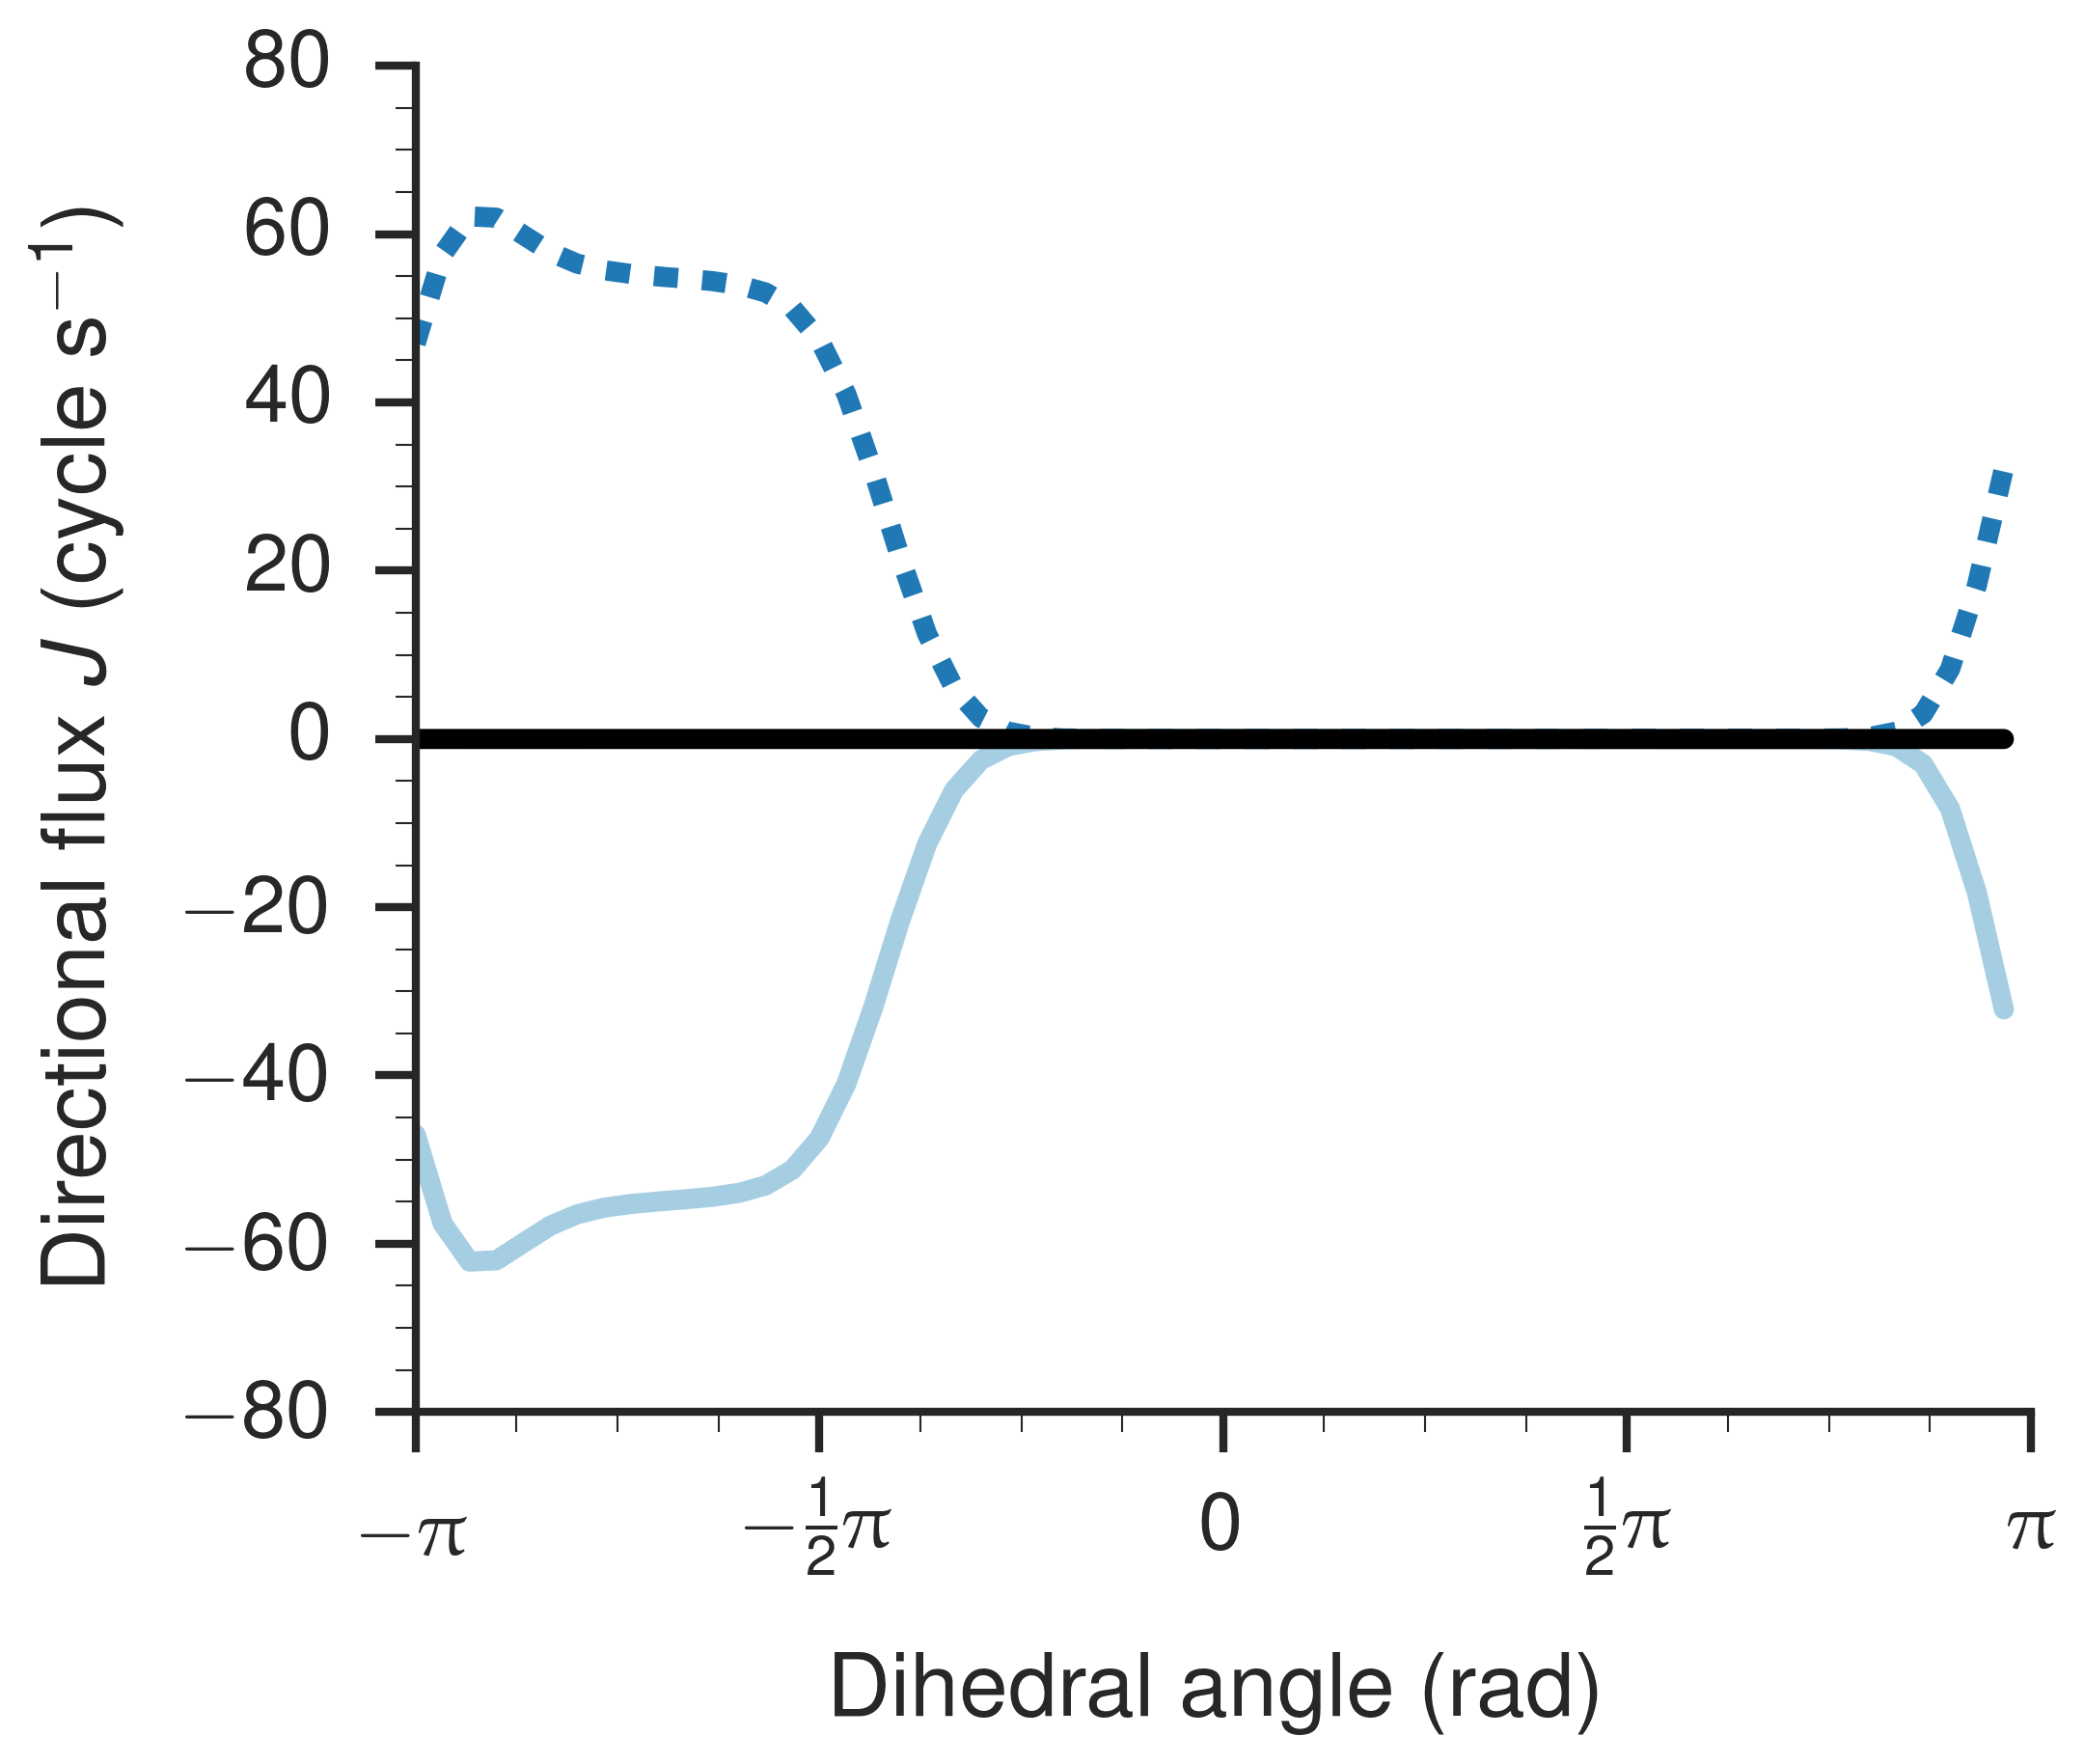 Directional flux J (cycle s⁻¹)
80
60
40
20
0
−20
−40
−60
−80
−π
−½π
0
½π
π
Dihedral angle (rad)